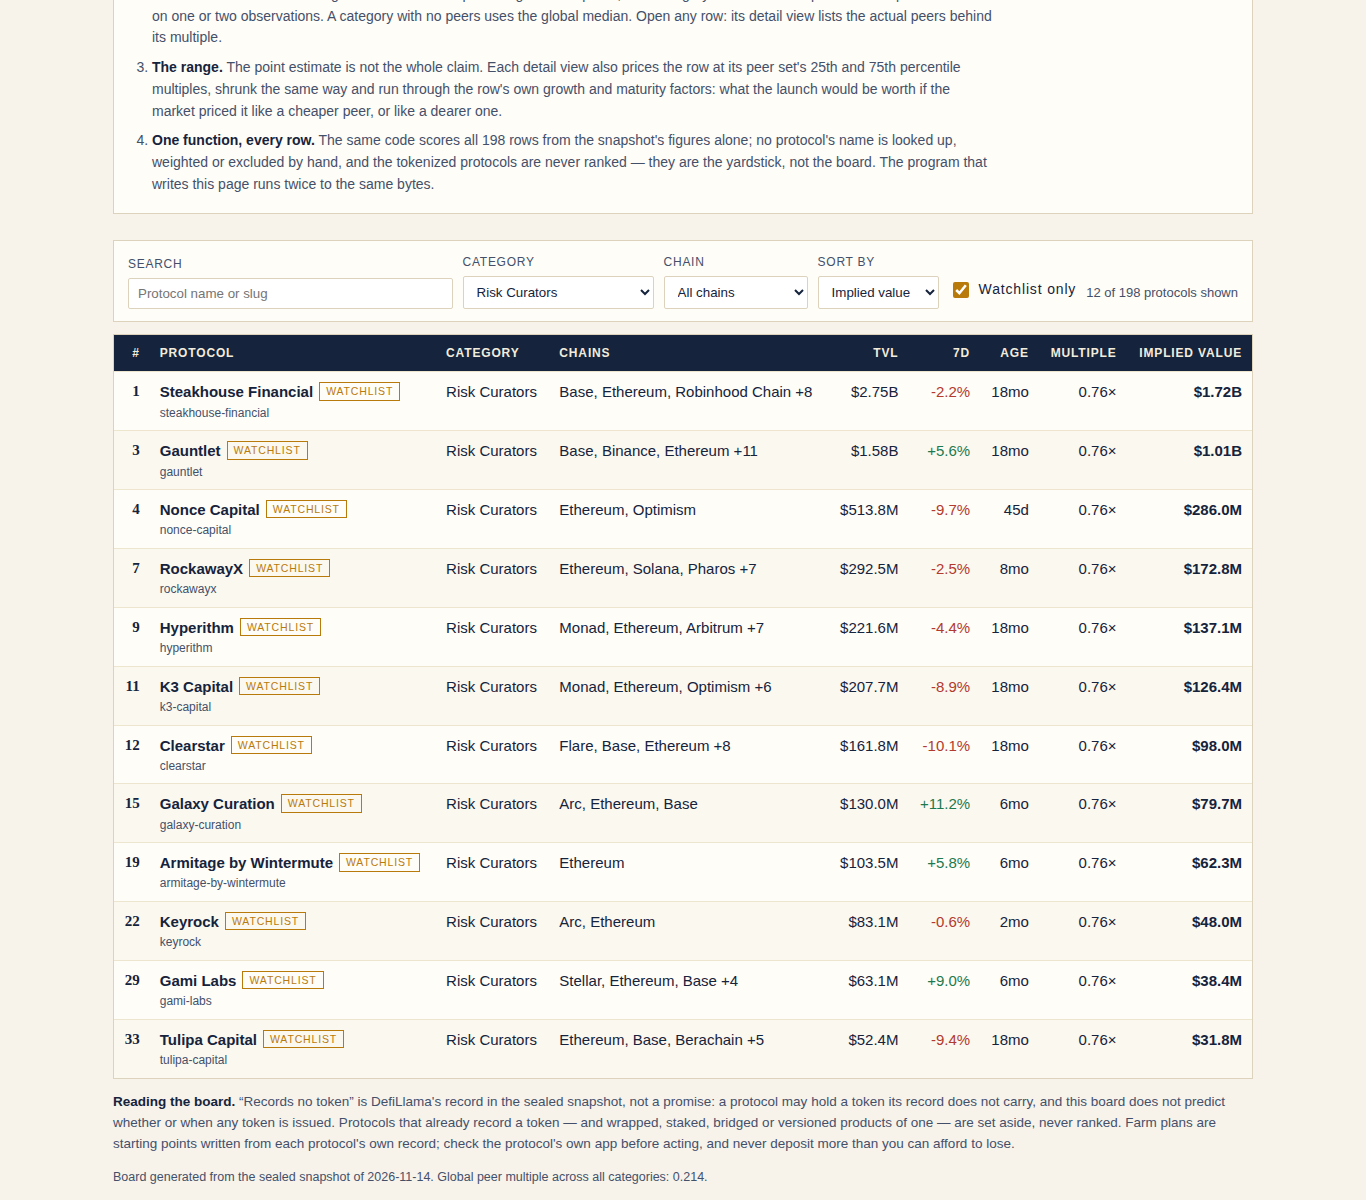 on one or two observations. A category with no peers uses the global median. Open any row: its detail view lists the actual peers behind
its multiple.
3. The range. The point estimate is not the whole claim. Each detail view also prices the row at its peer set's 25th and 75th percentile
multiples, shrunk the same way and run through the row's own growth and maturity factors: what the launch would be worth if the
market priced it like a cheaper peer, or like a dearer one.
4. One function, every row. The same code scores all 198 rows from the snapshot's figures alone; no protocol's name is looked up,
weighted or excluded by hand, and the tokenized protocols are never ranked — they are the yardstick, not the board. The program that
writes this page runs twice to the same bytes.
SEARCH CATEGORY CHAIN SORT BY
Protocol name or slug Risk Curators All chains Implied value Watchlist only 12 of 198 protocols shown
# PROTOCOL CATEGORY CHAINS TVL 7D AGE MULTIPLE IMPLIED VALUE
1 Steakhouse Financial WATCHLIST Risk Curators Base, Ethereum, Robinhood Chain +8 $2.75B -2.2% 18mo 0.76× $1.72B
steakhouse-financial
3 Gauntlet WATCHLIST Risk Curators Base, Binance, Ethereum +11 $1.58B +5.6% 18mo 0.76× $1.01B
gauntlet
4 Nonce Capital WATCHLIST Risk Curators Ethereum, Optimism $513.8M -9.7% 45d 0.76× $286.0M
nonce-capital
7 RockawayX WATCHLIST Risk Curators Ethereum, Solana, Pharos +7 $292.5M -2.5% 8mo 0.76× $172.8M
rockawayx
9 Hyperithm WATCHLIST Risk Curators Monad, Ethereum, Arbitrum +7 $221.6M -4.4% 18mo 0.76× $137.1M
hyperithm
11 K3 Capital WATCHLIST Risk Curators Monad, Ethereum, Optimism +6 $207.7M -8.9% 18mo 0.76× $126.4M
k3-capital
12 Clearstar WATCHLIST Risk Curators Flare, Base, Ethereum +8 $161.8M -10.1% 18mo 0.76× $98.0M
clearstar
15 Galaxy Curation WATCHLIST Risk Curators Arc, Ethereum, Base $130.0M +11.2% 6mo 0.76× $79.7M
galaxy-curation
19 Armitage by Wintermute WATCHLIST Risk Curators Ethereum $103.5M +5.8% 6mo 0.76× $62.3M
armitage-by-wintermute
22 Keyrock WATCHLIST Risk Curators Arc, Ethereum $83.1M -0.6% 2mo 0.76× $48.0M
keyrock
29 Gami Labs WATCHLIST Risk Curators Stellar, Ethereum, Base +4 $63.1M +9.0% 6mo 0.76× $38.4M
gami-labs
33 Tulipa Capital WATCHLIST Risk Curators Ethereum, Base, Berachain +5 $52.4M -9.4% 18mo 0.76× $31.8M
tulipa-capital
Reading the board. “Records no token” is DefiLlama's record in the sealed snapshot, not a promise: a protocol may hold a token its record does not carry, and this board does not predict
whether or when any token is issued. Protocols that already record a token — and wrapped, staked, bridged or versioned products of one — are set aside, never ranked. Farm plans are
starting points written from each protocol's own record; check the protocol's own app before acting, and never deposit more than you can afford to lose.
Board generated from the sealed snapshot of 2026-11-14. Global peer multiple across all categories: 0.214.